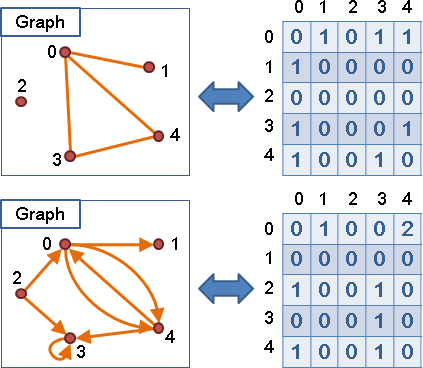 Graph
0
1
2
3
4
0 1 2 3 4
0 0 1 0 1 1
1 1 0 0 0 0
2 0 0 0 0 0
3 1 0 0 0 1
4 1 0 0 1 0
Graph
0
1
2
3
4
0 1 2 3 4
0 0 1 0 0 2
1 0 0 0 0 0
2 1 0 0 1 0
3 0 0 0 1 0
4 1 0 0 1 0